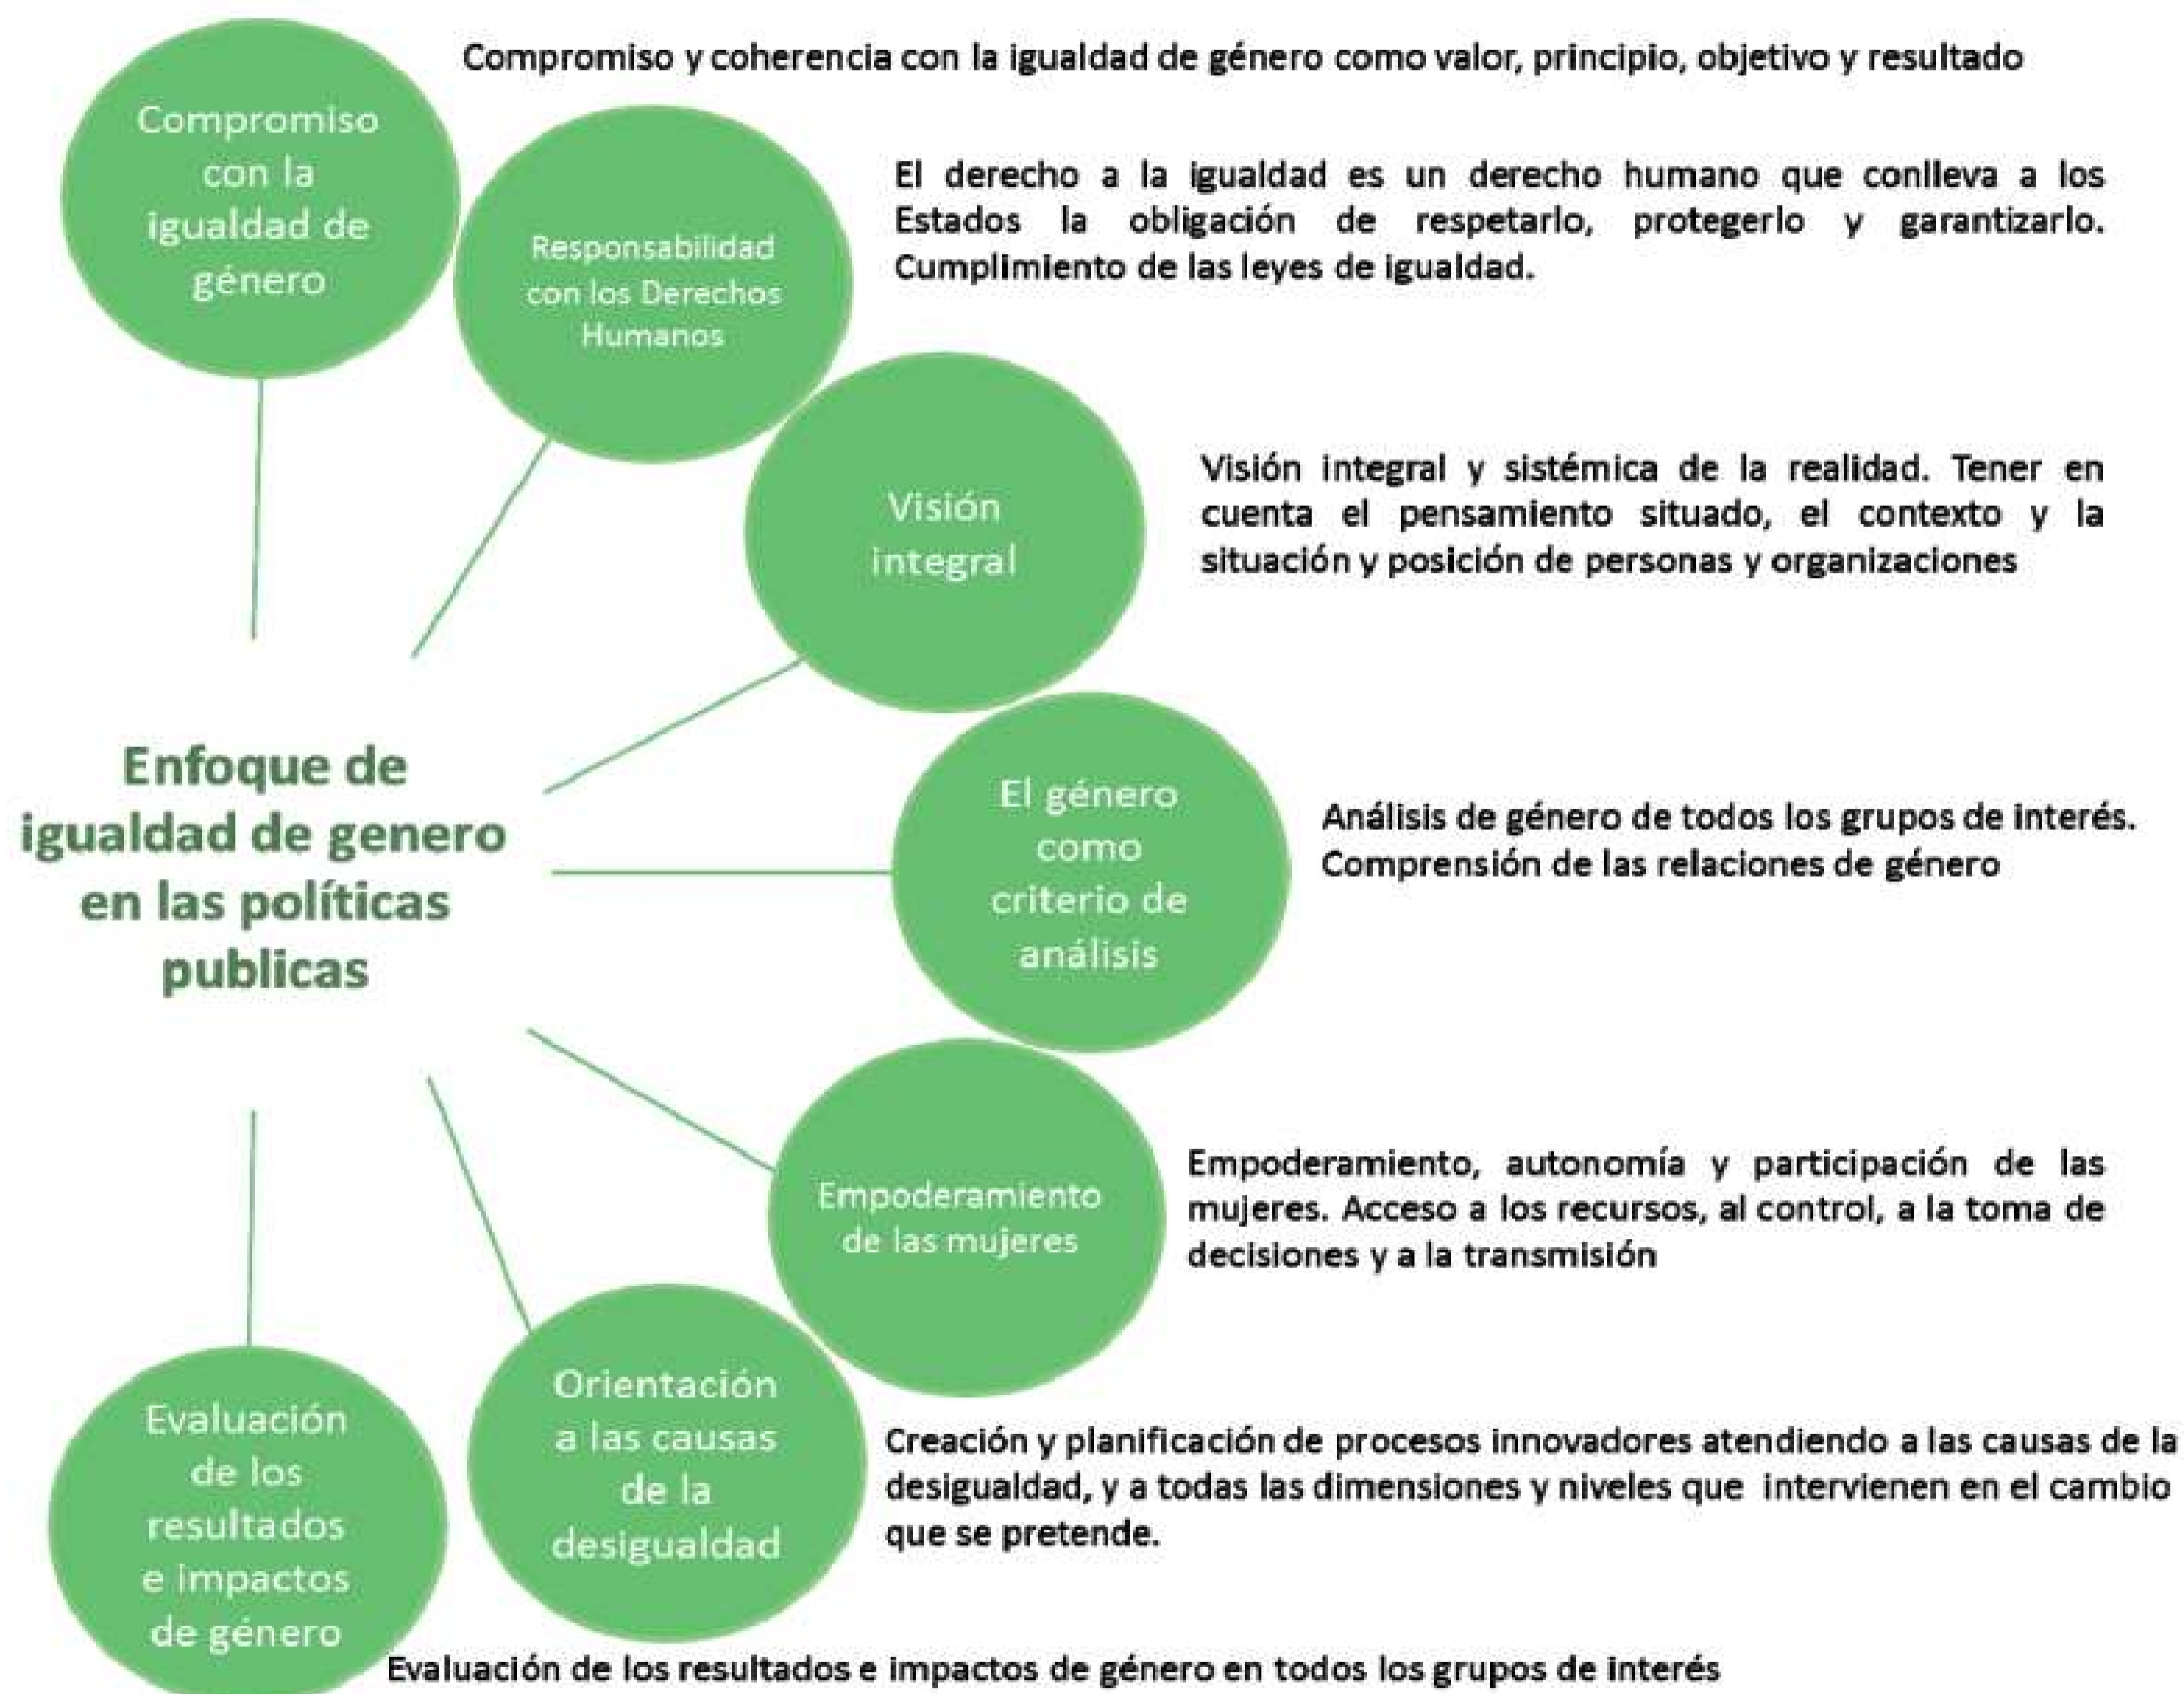 Compromiso y coherencia con la igualdad de género como valor, principio, objetivo y resultado
Compromiso
con la
igualdad de
género
Responsabilidad
con los Derechos
Humanos
El derecho a la igualdad es un derecho humano que conlleva a los
Estados la obligación de respetarlo, protegerlo y garantizarlo.
Cumplimiento de las leyes de igualdad.
Visión
integral
Visión integral y sistémica de la realidad. Tener en
cuenta el pensamiento situado, el contexto y la
situación y posición de personas y organizaciones
Enfoque de
igualdad de genero
en las políticas
publicas
El género
como
criterio de
análisis
Análisis de género de todos los grupos de interés.
Comprensión de las relaciones de género
Empoderamiento
de las mujeres
Empoderamiento, autonomía y participación de las
mujeres. Acceso a los recursos, al control, a la toma de
decisiones y a la transmisión
Orientación
a las causas
de la
desigualdad
Creación y planificación de procesos innovadores atendiendo a las causas de la
desigualdad, y a todas las dimensiones y niveles que intervienen en el cambio
que se pretende.
Evaluación
de los
resultados
e impactos
de género
Evaluación de los resultados e impactos de género en todos los grupos de interés